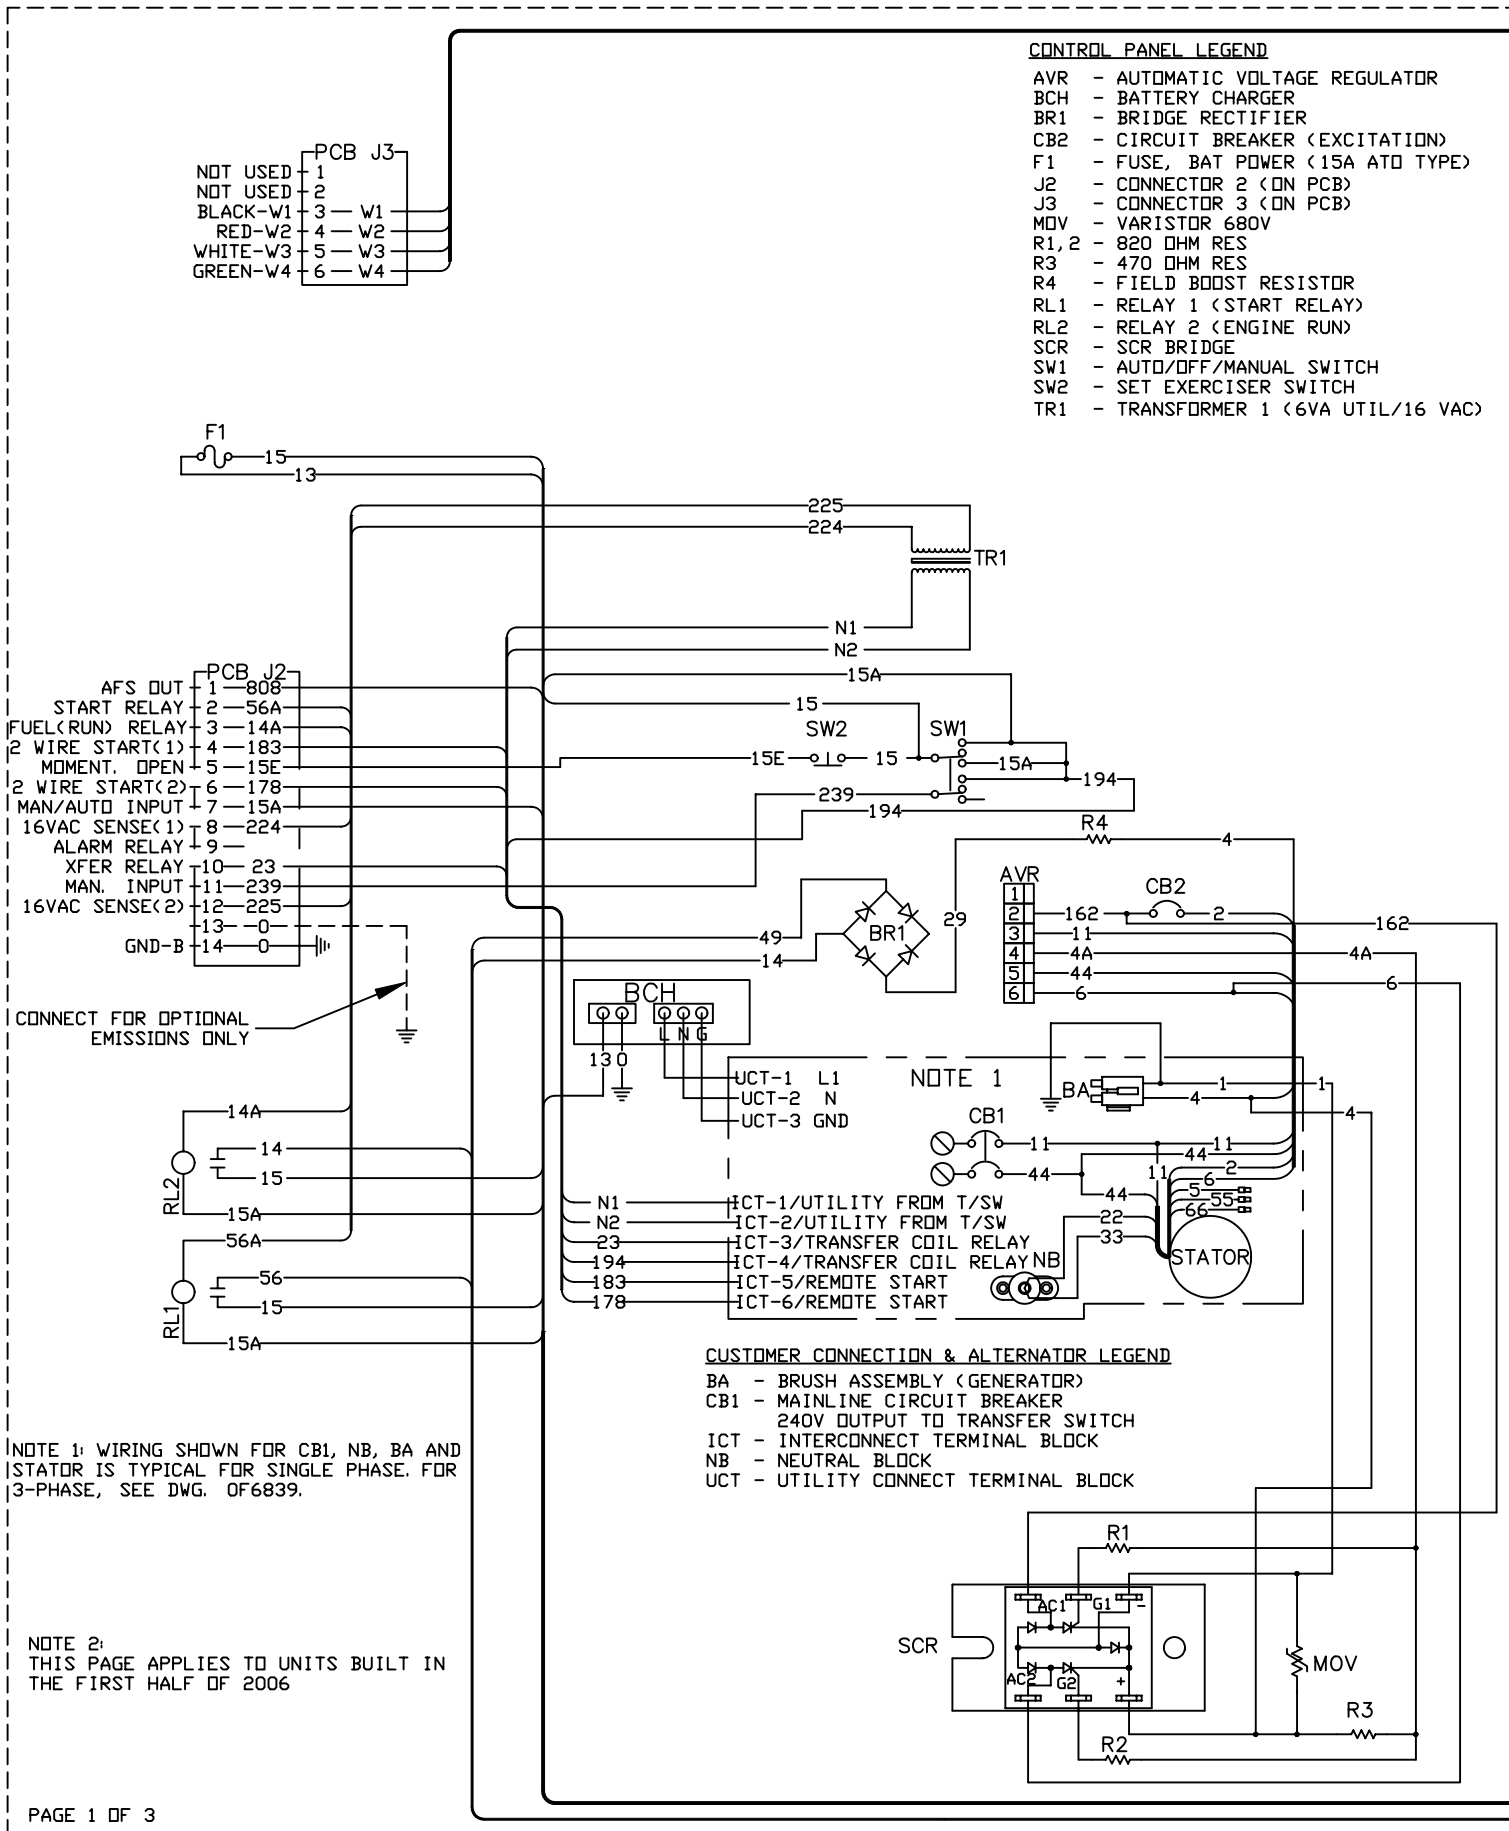 CONTROL PANEL LEGEND
AVR - AUTOMATIC VOLTAGE REGULATOR
BCH - BATTERY CHARGER
BR1 - BRIDGE RECTIFIER
CB2 - CIRCUIT BREAKER (EXCITATION)
F1 - FUSE, BAT POWER (15A ATO TYPE)
J2 - CONNECTOR 2 (ON PCB)
J3 - CONNECTOR 3 (ON PCB)
MOV - VARISTOR 680V
R1,2 - 820 OHM RES
R3 - 470 OHM RES
R4 - FIELD BOOST RESISTOR
RL1 - RELAY 1 (START RELAY)
RL2 - RELAY 2 (ENGINE RUN)
SCR - SCR BRIDGE
SW1 - AUTO/OFF/MANUAL SWITCH
SW2 - SET EXERCISER SWITCH
TR1 - TRANSFORMER 1 (6VA UTIL/16 VAC)
PCB J3
NOT USED 1
NOT USED 2
BLACK-W1 3 W1
RED-W2 4 W2
WHITE-W3 5 W3
GREEN-W4 6 W4
F1
15
13
225
224
TR1
N1
N2
15A
15
SW2 SW1
15E 15 15A
194
239
194
PCB J2
AFS OUT 1 808
START RELAY 2 56A
FUEL(RUN) RELAY 3 14A
2 WIRE START(1) 4 183
MOMENT. OPEN 5 15E
2 WIRE START(2) 6 178
MAN/AUTO INPUT 7 15A
16VAC SENSE(1) 8 224
ALARM RELAY 9
XFER RELAY 10 23
MAN. INPUT 11 239
16VAC SENSE(2) 12 225
13 0
GND-B 14 0
CONNECT FOR OPTIONAL
EMISSIONS ONLY
R4
4
AVR
CB2
1
2 162 2 162
3 11
4 4A 4A
5 44
6 6 6
29
BR1
49
14
BCH
L N G
13 0
UCT-1 L1
UCT-2 N
UCT-3 GND
NOTE 1
BA
1 1
4 4
CB1
11 11
44 44
11
2
6
44
5
55
66
22
33
STATOR
NB
N1 ICT-1/UTILITY FROM T/SW
N2 ICT-2/UTILITY FROM T/SW
23 ICT-3/TRANSFER COIL RELAY
194 ICT-4/TRANSFER COIL RELAY
183 ICT-5/REMOTE START
178 ICT-6/REMOTE START
14A
14
15
RL2
15A
56A
56
15
RL1
15A
CUSTOMER CONNECTION & ALTERNATOR LEGEND
BA - BRUSH ASSEMBLY (GENERATOR)
CB1 - MAINLINE CIRCUIT BREAKER
240V OUTPUT TO TRANSFER SWITCH
ICT - INTERCONNECT TERMINAL BLOCK
NB - NEUTRAL BLOCK
UCT - UTILITY CONNECT TERMINAL BLOCK
NOTE 1: WIRING SHOWN FOR CB1, NB, BA AND
STATOR IS TYPICAL FOR SINGLE PHASE. FOR
3-PHASE, SEE DWG. 0F6839.
R1
AC1 G1 -
SCR
AC2 G2 +
MOV
R3
R2
NOTE 2:
THIS PAGE APPLIES TO UNITS BUILT IN
THE FIRST HALF OF 2006
PAGE 1 OF 3